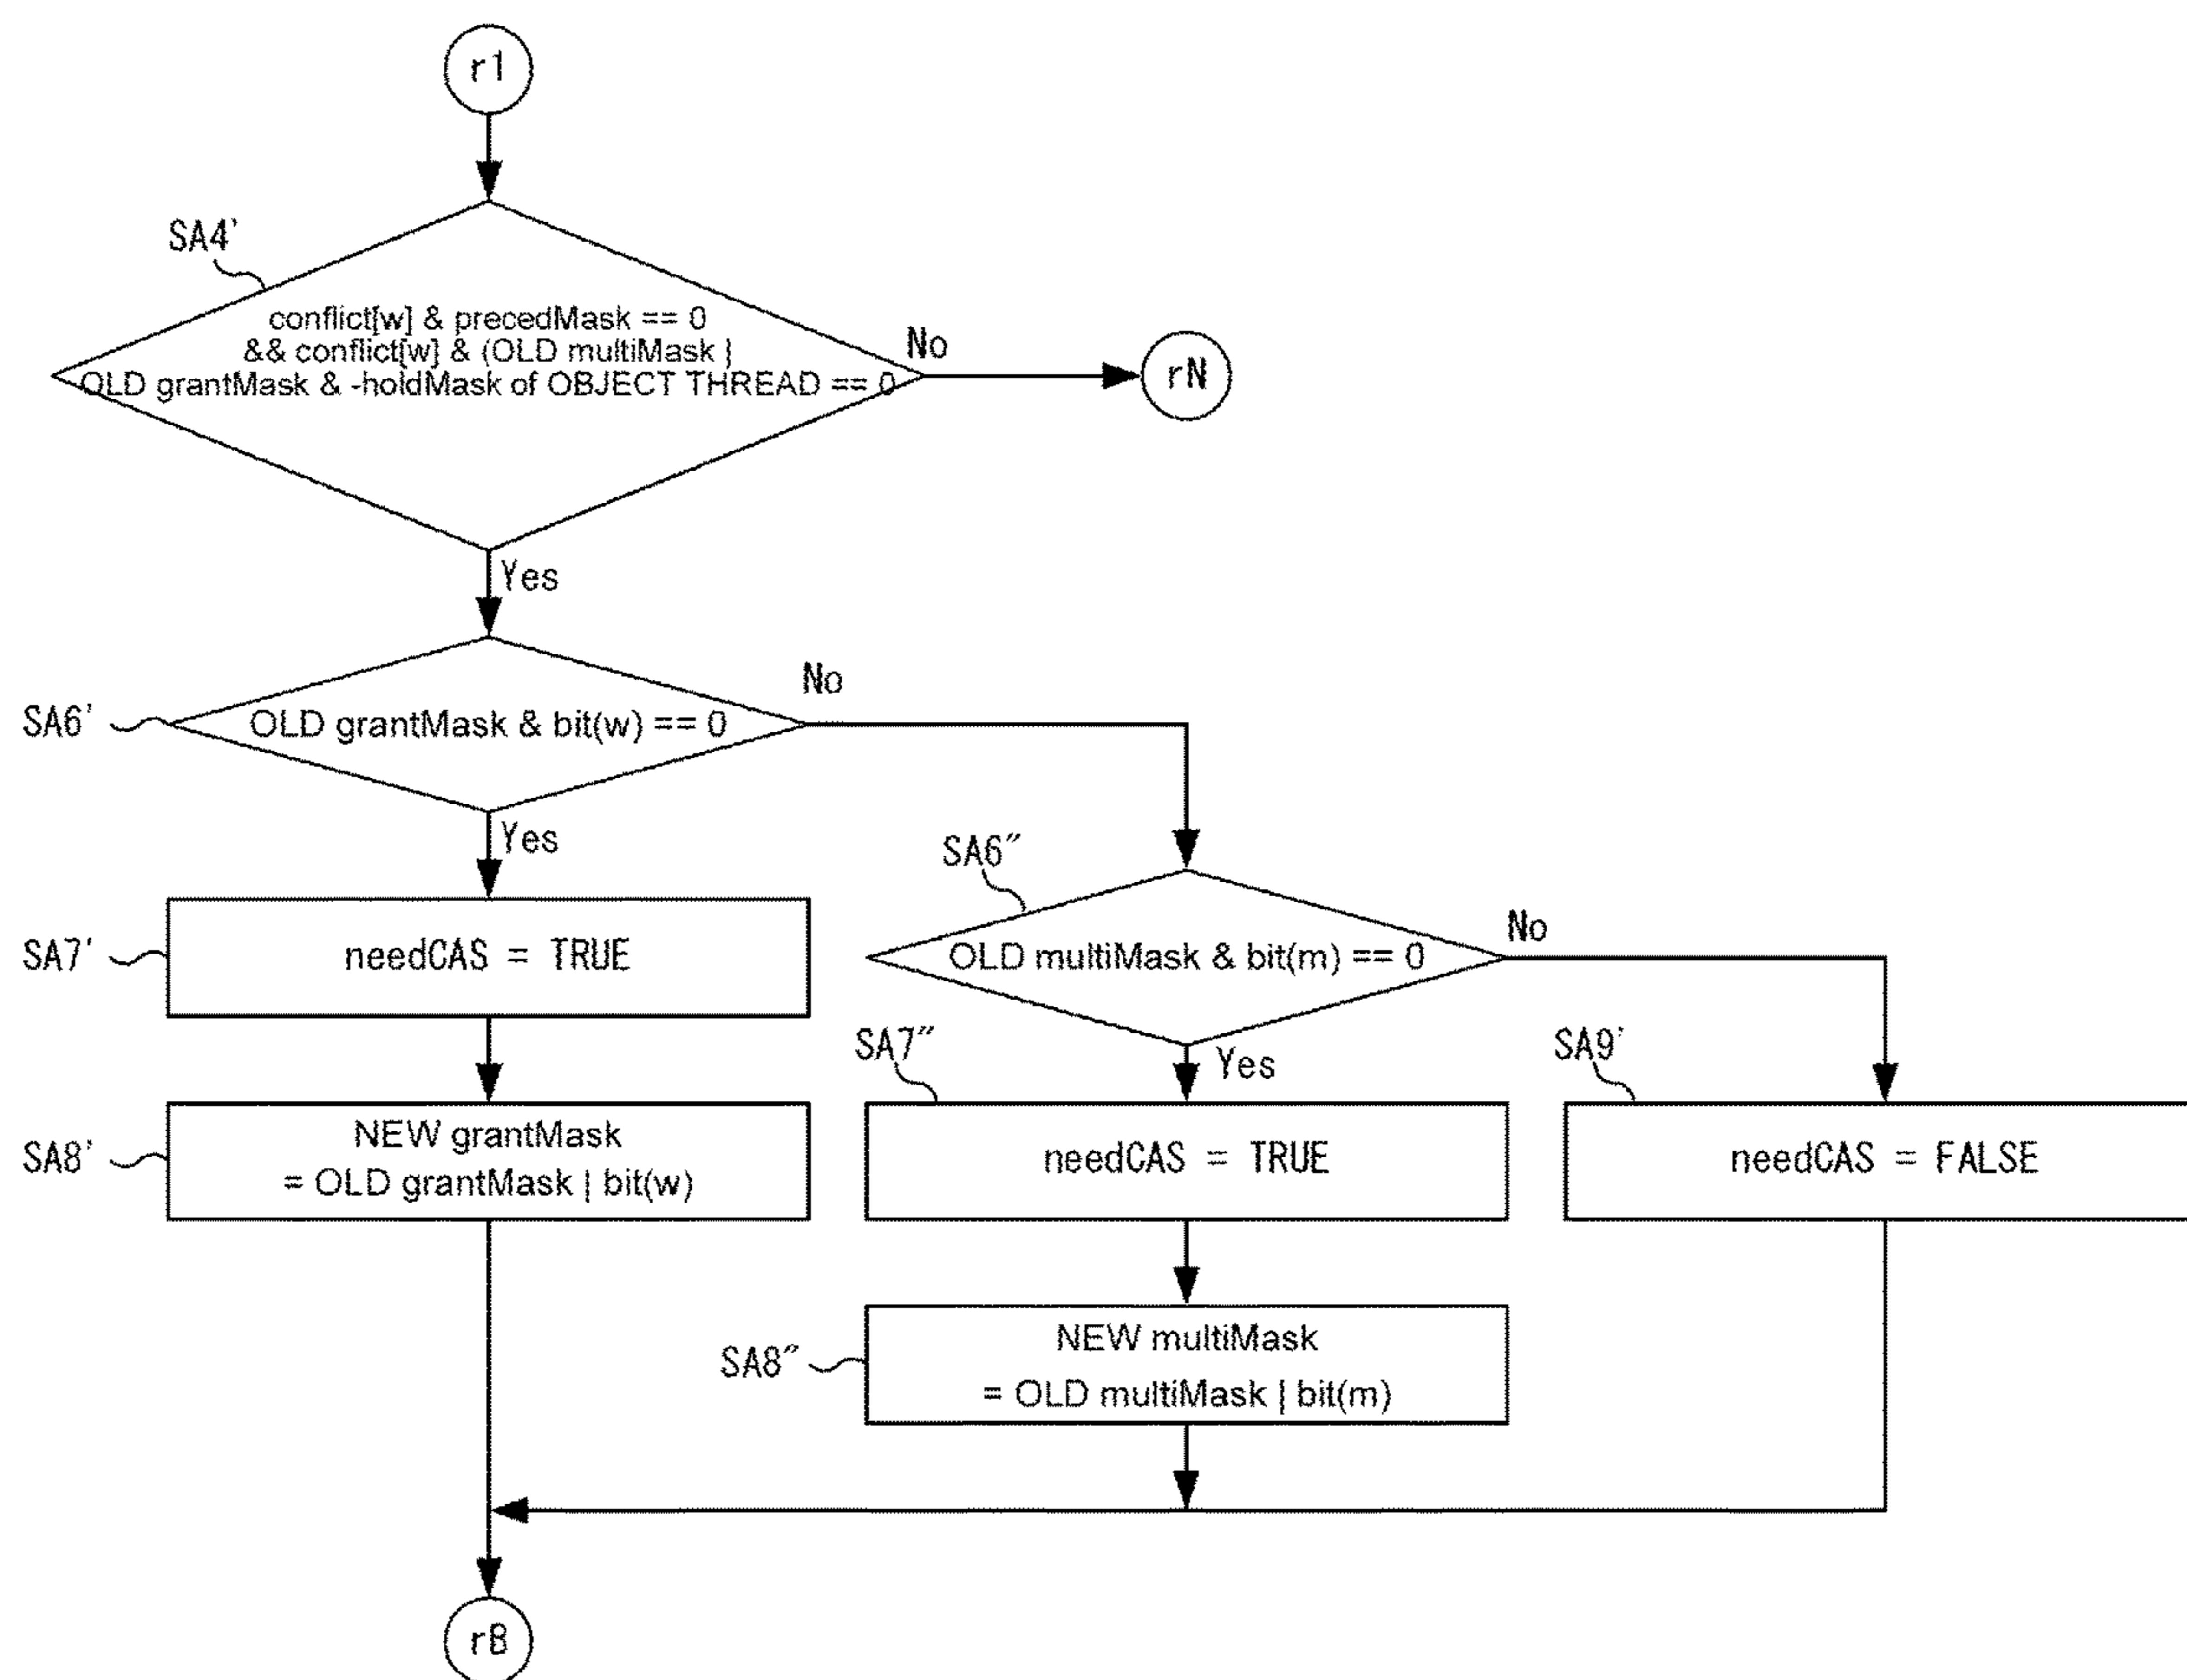 r1
SA4'
conflict[w] & precedMask == 0
&& conflict[w] & (OLD multiMask |
OLD grantMask & -holdMask of OBJECT THREAD == 0
No
rN
Yes
SA6'
OLD grantMask & bit(w) == 0
No
Yes
SA6"
OLD multiMask & bit(m) == 0
No
SA7'
needCAS = TRUE
SA7"
Yes
SA9'
SA8'
NEW grantMask
= OLD grantMask | bit(w)
needCAS = TRUE
needCAS = FALSE
SA8"
NEW multiMask
= OLD multiMask | bit(m)
rB